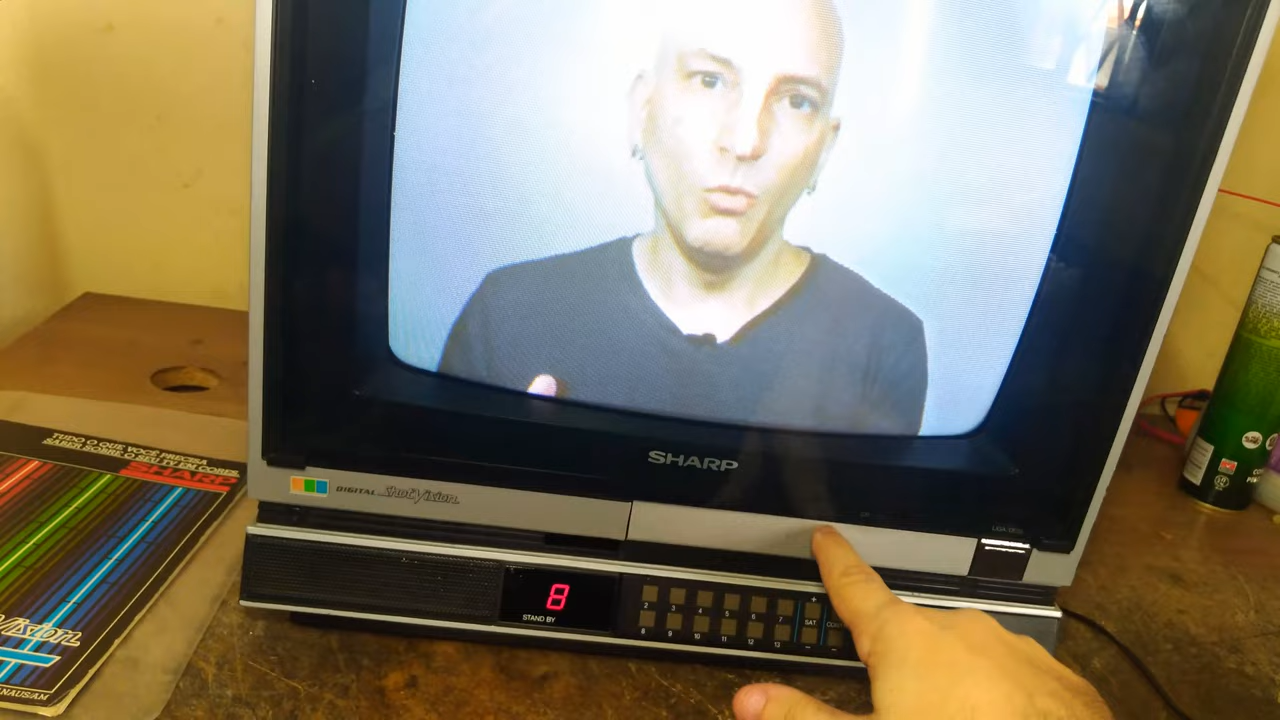 TUDO O QUE VOCÊ PRECISA
SABER SOBRE O SEU TV EM CORES
SHARP
SHARP
DIGITAL ShotVision
8
STAND BY
2 3 4 5 6 7 + SAT
8 9 10 11 12 13 −
Vision